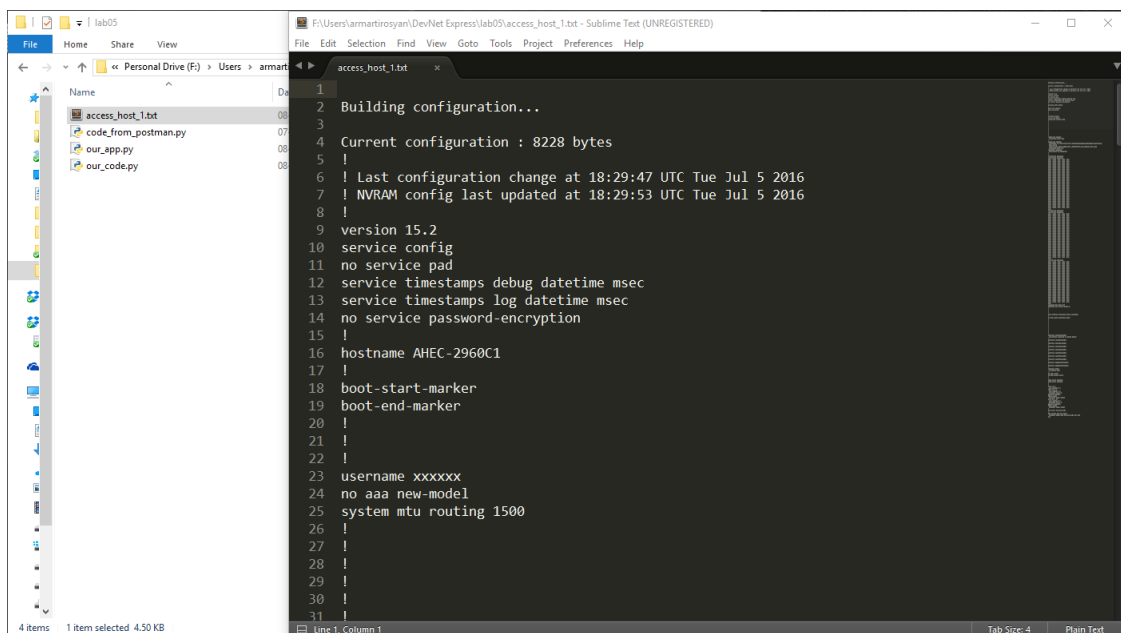 lab05
File Home Share View
« Personal Drive (F:) › Users › armarti
Name Da
access_host_1.txt 08
code_from_postman.py 07
our_app.py 08
our_code.py 08
4 items 1 item selected 4.50 KB
F:\Users\armartirosyan\DevNet Express\lab05\access_host_1.txt - Sublime Text (UNREGISTERED)
File Edit Selection Find View Goto Tools Project Preferences Help
access_host_1.txt ×
1
2 Building configuration...
3
4 Current configuration : 8228 bytes
5 !
6 ! Last configuration change at 18:29:47 UTC Tue Jul 5 2016
7 ! NVRAM config last updated at 18:29:53 UTC Tue Jul 5 2016
8 !
9 version 15.2
10 service config
11 no service pad
12 service timestamps debug datetime msec
13 service timestamps log datetime msec
14 no service password-encryption
15 !
16 hostname AHEC-2960C1
17 !
18 boot-start-marker
19 boot-end-marker
20 !
21 !
22 !
23 username xxxxxx
24 no aaa new-model
25 system mtu routing 1500
26 !
27 !
28 !
29 !
30 !
31 !
Line 1, Column 1 Tab Size: 4 Plain Text